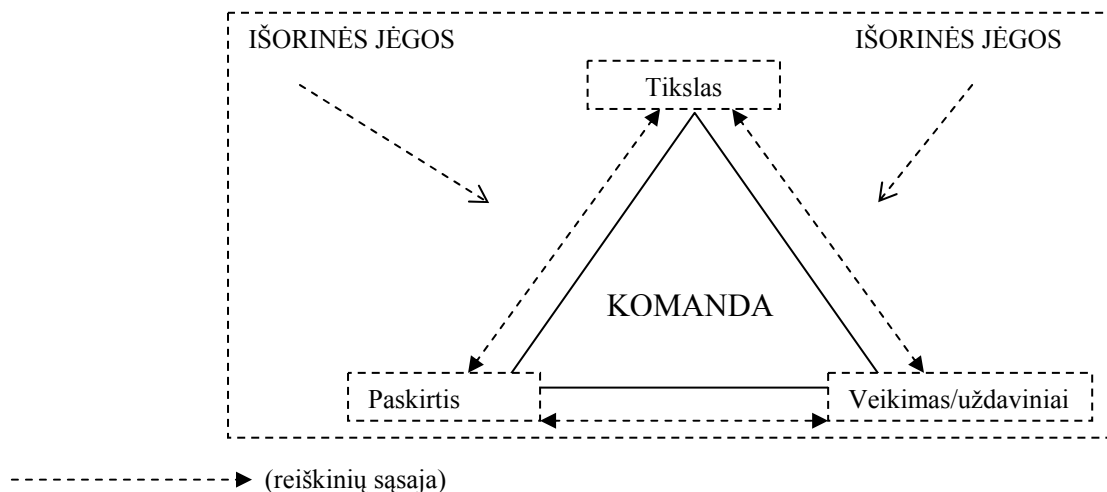 IŠORINĖS JĖGOS
IŠORINĖS JĖGOS
Tikslas
KOMANDA
Paskirtis
Veikimas/uždaviniai
(reiškinių sąsaja)